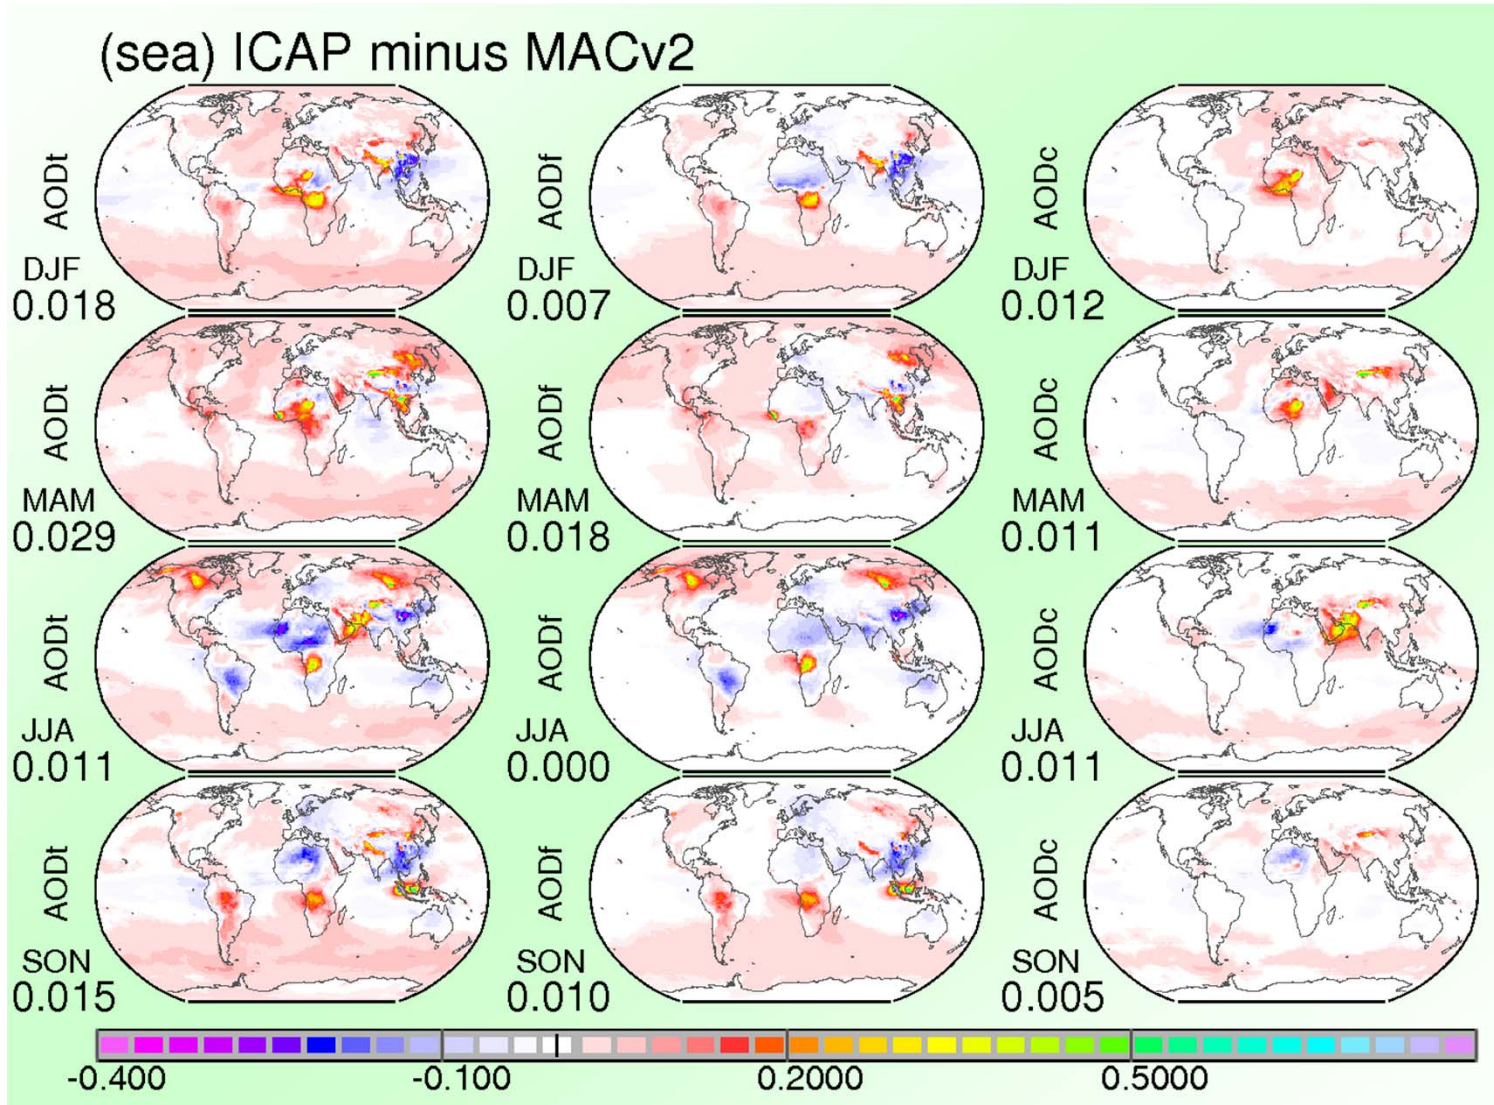 (sea) ICAP minus MACv2
AODt
DJF
0.018
AODf
DJF
0.007
AODc
DJF
0.012
AODt
MAM
0.029
AODf
MAM
0.018
AODc
MAM
0.011
AODt
JJA
0.011
AODf
JJA
0.000
AODc
JJA
0.011
AODt
SON
0.015
AODf
SON
0.010
AODc
SON
0.005
-0.400 -0.100 0.2000 0.5000